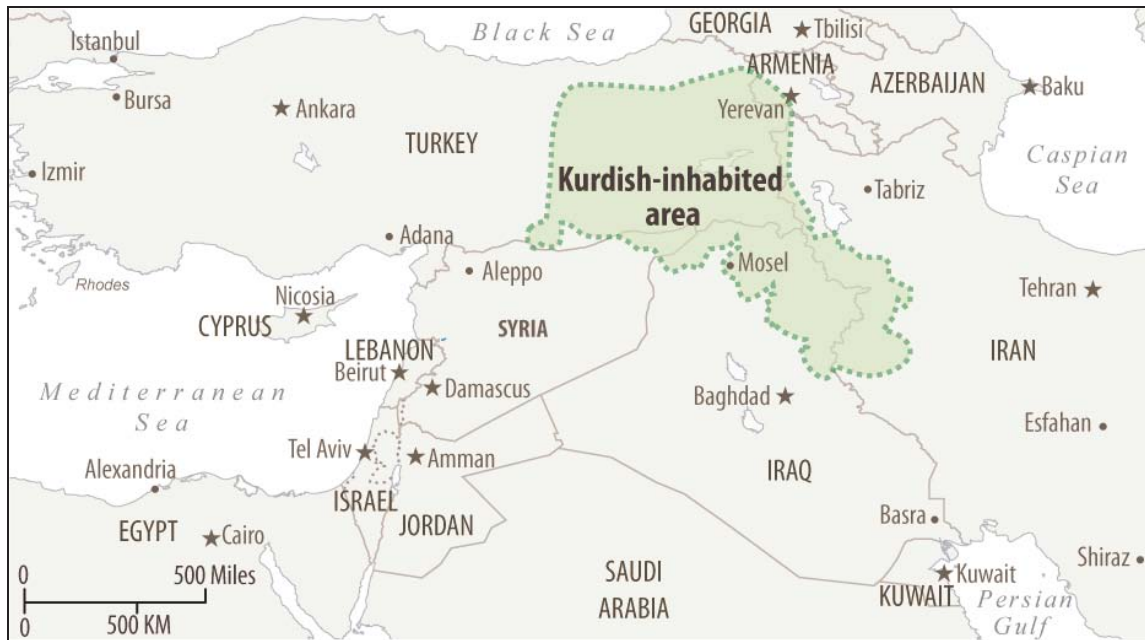 Black Sea
GEORGIA
Tbilisi
Istanbul
ARMENIA
AZERBAIJAN
Baku
Bursa
Ankara
Yerevan
TURKEY
Caspian
Sea
Izmir
Kurdish-inhabited
area
Tabriz
Adana
Aleppo
Mosel
Rhodes
Nicosia
Tehran
CYPRUS
SYRIA
LEBANON
IRAN
Beirut
Damascus
Mediterranean
Sea
Baghdad
Esfahan
Tel Aviv
Amman
Alexandria
IRAQ
ISRAEL
EGYPT
Cairo
JORDAN
Basra
Shiraz
0
500 Miles
SAUDI
ARABIA
Kuwait
KUWAIT
Persian
Gulf
500 KM
0